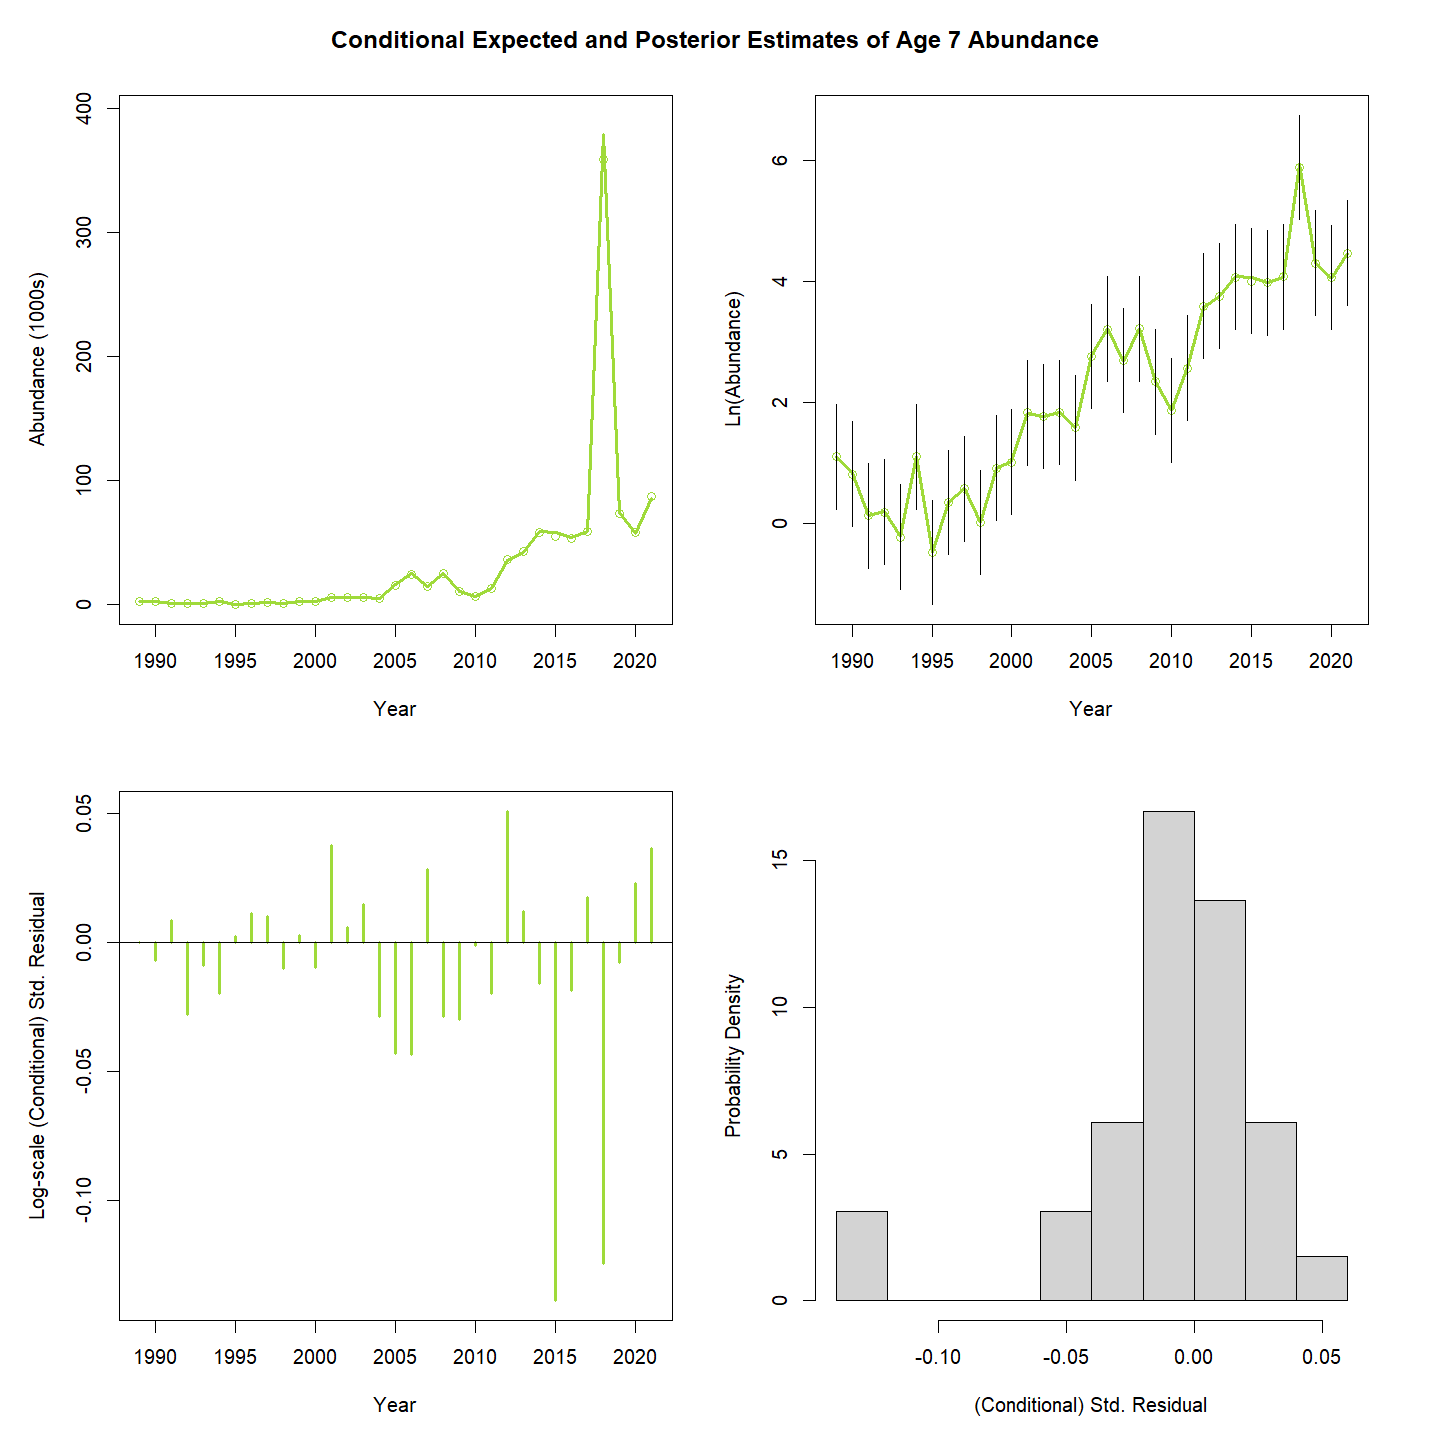 Conditional Expected and Posterior Estimates of Age 7 Abundance
Abundance (1000s)
400
300
200
100
0
1990 1995 2000 2005 2010 2015 2020
Year
Ln(Abundance)
6
4
2
0
1990 1995 2000 2005 2010 2015 2020
Year
Log-scale (Conditional) Std. Residual
0.05
0.00
-0.05
-0.10
1990 1995 2000 2005 2010 2015 2020
Year
Probability Density
15
10
5
0
-0.10 -0.05 0.00 0.05
(Conditional) Std. Residual